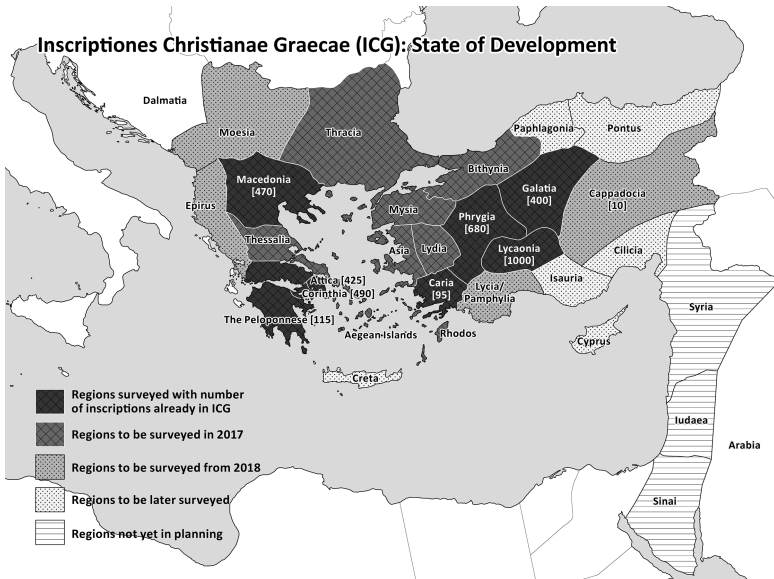 Inscriptiones Christianae Graecae (ICG): State of Development
Dalmatia
Moesia
Thracia
Paphlagonia
Pontus
Bithynia
Macedonia
[470]
Galatia
[400]
Cappadocia
[10]
Epirus
Mysia
Phrygia
[680]
Thessalia
Asia
Lydia
Lycaonia
[1000]
Cilicia
Isauria
Attica [425]
Corinthia [490]
Caria
[95]
Lycia/
Pamphylia
The Peloponnese [115]
Aegean Islands
Rhodos
Syria
Cyprus
Creta
Regions surveyed with number
of inscriptions already in ICG
Regions to be surveyed in 2017
Regions to be surveyed from 2018
Regions to be later surveyed
Regions not yet in planning
Iudaea
Arabia
Sinai